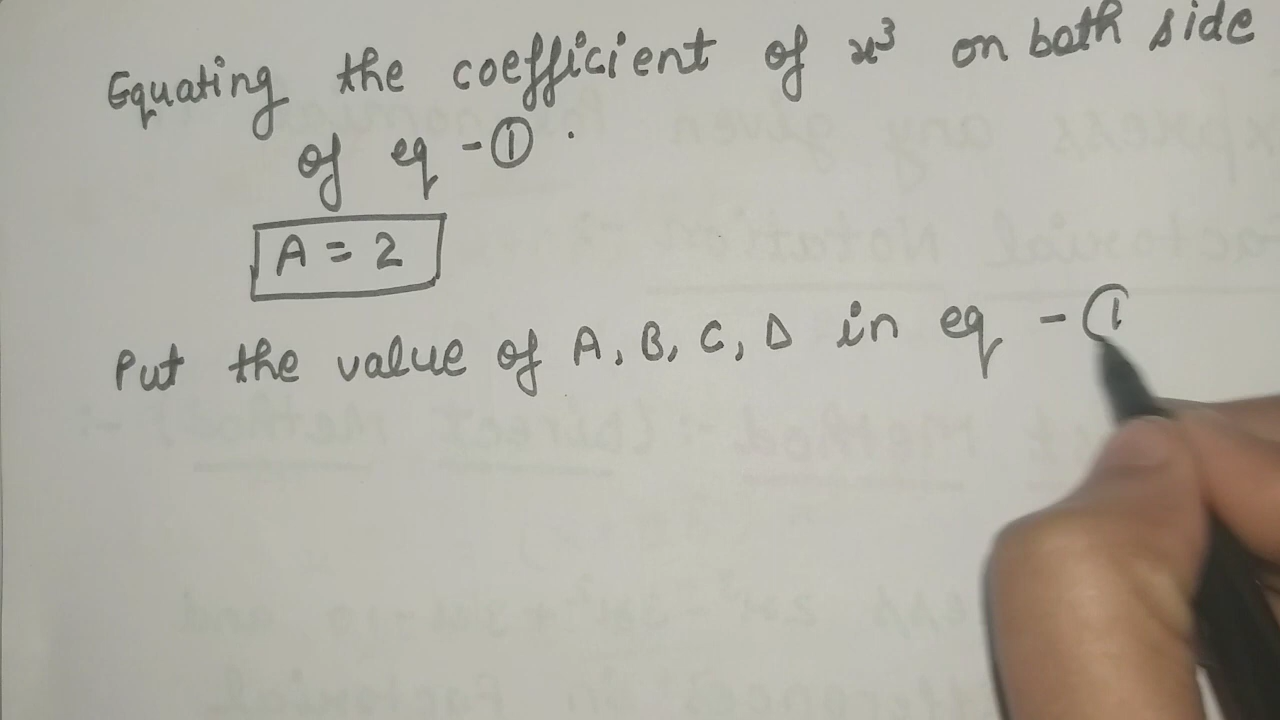 Equating the coefficient of x³ on both side
of eq - ① .
A = 2
Put the value of A, B, C, D in eq - ①